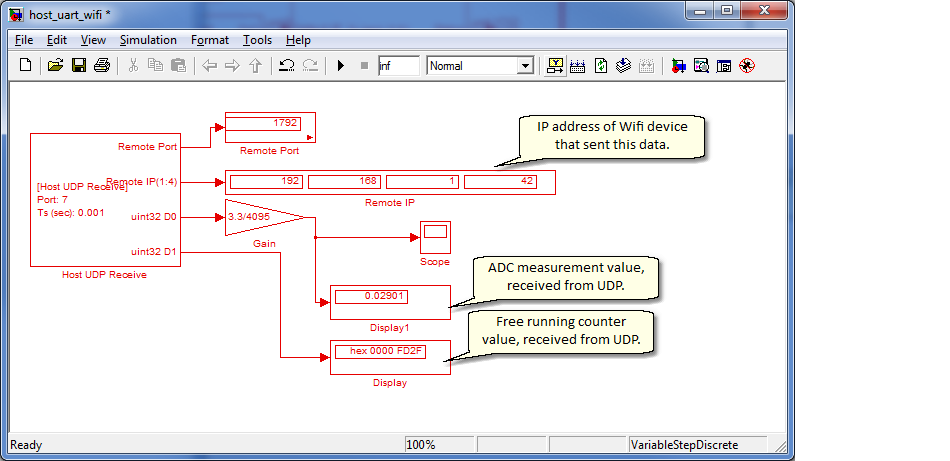 host_uart_wifi *
File Edit View Simulation Format Tools Help
inf Normal
1792
Remote Port
Remote Port
IP address of Wifi device
that sent this data.
[Host UDP Receive]
Remote IP(1:4)
192 168 1 42
Remote IP
Port: 7
Ts (sec): 0.001
uint32 D0
3.3/4095
Gain
Scope
uint32 D1
Host UDP Receive
ADC measurement value,
received from UDP.
0.02901
Display1
Free running counter
value, received from UDP.
hex 0000 FD2F
Display
Ready 100% VariableStepDiscrete